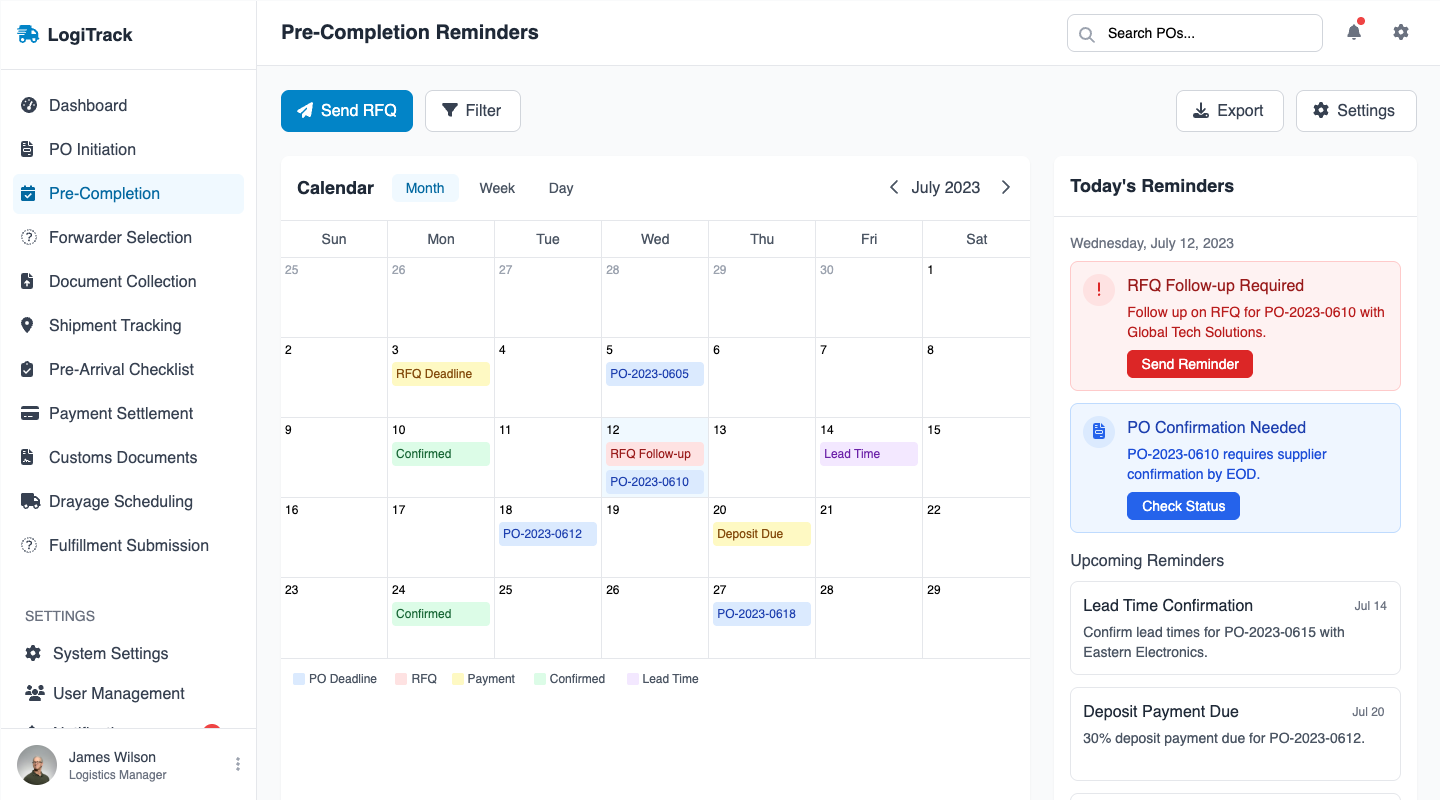 LogiTrack
Pre-Completion Reminders
Search POs...
Dashboard
PO Initiation
Pre-Completion
Forwarder Selection
Document Collection
Shipment Tracking
Pre-Arrival Checklist
Payment Settlement
Customs Documents
Drayage Scheduling
Fulfillment Submission
SETTINGS
System Settings
User Management
James Wilson
Logistics Manager
Send RFQ
Filter
Export
Settings
Calendar
Month
Week
Day
July 2023
Sun Mon Tue Wed Thu Fri Sat
25 26 27 28 29 30 1
2 3 4 5 6 7 8
RFQ Deadline
PO-2023-0605
9 10 11 12 13 14 15
Confirmed
RFQ Follow-up
Lead Time
PO-2023-0610
16 17 18 19 20 21 22
PO-2023-0612
Deposit Due
23 24 25 26 27 28 29
Confirmed
PO-2023-0618
PO Deadline
RFQ
Payment
Confirmed
Lead Time
Today's Reminders
Wednesday, July 12, 2023
RFQ Follow-up Required
Follow up on RFQ for PO-2023-0610 with
Global Tech Solutions.
Send Reminder
PO Confirmation Needed
PO-2023-0610 requires supplier
confirmation by EOD.
Check Status
Upcoming Reminders
Lead Time Confirmation
Jul 14
Confirm lead times for PO-2023-0615 with
Eastern Electronics.
Deposit Payment Due
Jul 20
30% deposit payment due for PO-2023-0612.